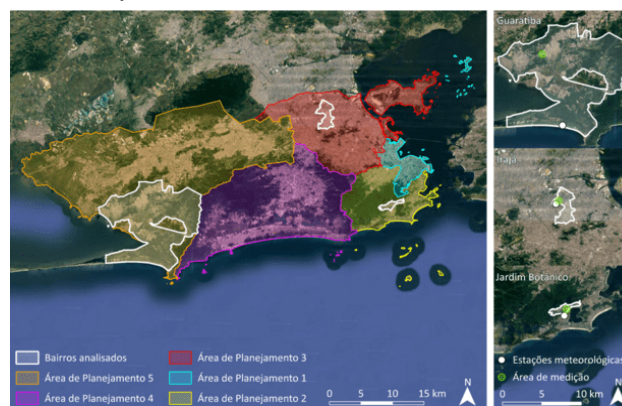 Guaratiba
Irajá
Jardim Botânico
Bairros analisados
Área de Planejamento 5
Área de Planejamento 4
Área de Planejamento 3
Área de Planejamento 1
Área de Planejamento 2
0 5 10 15 km
N
Estações meteorológicas
Área de medição
0 5 10 km
N